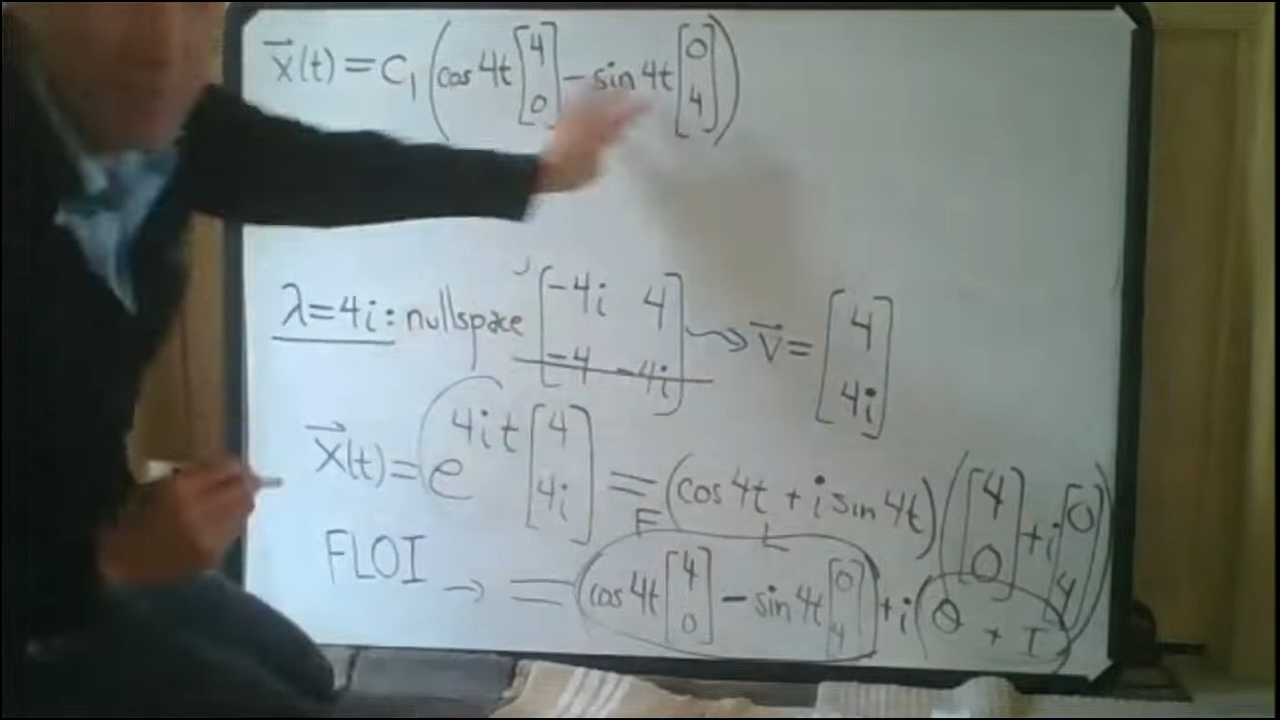 x⃗(t) = C₁ (cos 4t [4 0] − sin 4t [0 4])
λ = 4i : nullspace [−4i 4 −4 −4i] ⇝ v⃗ = [4 4i]
x⃗(t) = e^{4it} [4 4i] = (cos 4t + i sin 4t) ([4 0] + i [0 4])
F L
FLOI → = (cos 4t [4 0] − sin 4t [0 4]) + i (O + I)